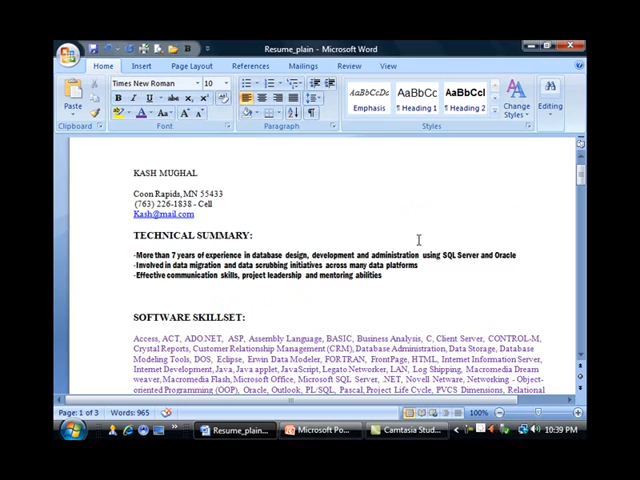 Resume_plain - Microsoft Word
Home Insert Page Layout References Mailings Review View
Times New Roman 10
Paste
AaBbCcDc AaBbCc AaBbCcI
Emphasis ¶ Heading 1 ¶ Heading 2
Change Styles
Editing
Clipboard Font Paragraph Styles
KASH MUGHAL
Coon Rapids, MN 55433
(763) 226-1838 - Cell
Kash@mail.com
TECHNICAL SUMMARY:
-More than 7 years of experience in database design, development and administration using SQL Server and Oracle
-Involved in data migration and data scrubbing initiatives across many data platforms
-Effective communication skills, project leadership and mentoring abilities
SOFTWARE SKILLSET:
Access, ACT, ADO.NET, ASP, Assembly Language, BASIC, Business Analysis, C, Client Server, CONTROL-M,
Crystal Reports, Customer Relationship Management (CRM), Database Administration, Data Storage, Database
Modeling Tools, DOS, Eclipse, Erwin Data Modeler, FORTRAN, FrontPage, HTML, Internet Information Server,
Internet Development, Java, Java applet, JavaScript, Legato Networker, LAN, Log Shipping, Macromedia Dream
weaver, Macromedia Flash, Microsoft Office, Microsoft SQL Server, .NET, Novell Netware, Networking - Object-
oriented Programming (OOP), Oracle, Outlook, PL/SQL, Pascal, Project Life Cycle, PVCS Dimensions, Relational
Page: 1 of 3 Words: 965 100%
Resume_plain... Microsoft Po... Camtasia Stud... 10:39 PM